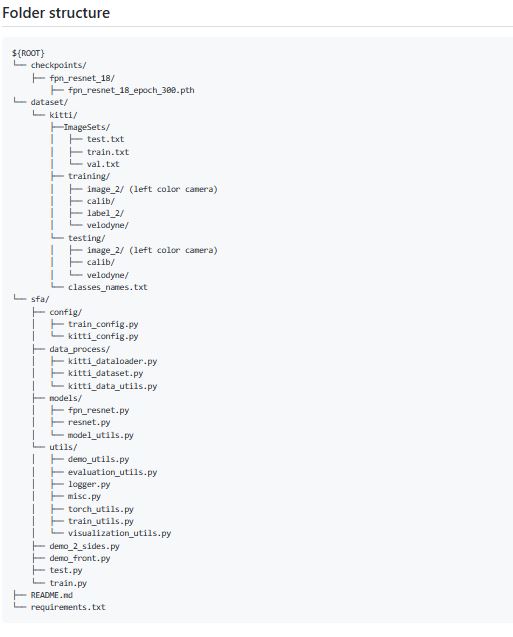 Folder structure
${ROOT}
└── checkpoints/
    ├── fpn_resnet_18/
        ├── fpn_resnet_18_epoch_300.pth
└── dataset/
    └── kitti/
        ├──ImageSets/
        │   ├── test.txt
        │   ├── train.txt
        │   └── val.txt
        ├── training/
        │   ├── image_2/ (left color camera)
        │   ├── calib/
        │   ├── label_2/
        │   └── velodyne/
        └── testing/
        │   ├── image_2/ (left color camera)
        │   ├── calib/
        │   └── velodyne/
        └── classes_names.txt
└── sfa/
    ├── config/
    │   ├── train_config.py
    │   └── kitti_config.py
    ├── data_process/
    │   ├── kitti_dataloader.py
    │   ├── kitti_dataset.py
    │   └── kitti_data_utils.py
    ├── models/
    │   ├── fpn_resnet.py
    │   ├── resnet.py
    │   └── model_utils.py
    └── utils/
    │   ├── demo_utils.py
    │   ├── evaluation_utils.py
    │   ├── logger.py
    │   ├── misc.py
    │   ├── torch_utils.py
    │   ├── train_utils.py
    │   └── visualization_utils.py
    ├── demo_2_sides.py
    ├── demo_front.py
    ├── test.py
    └── train.py
├── README.md
└── requirements.txt